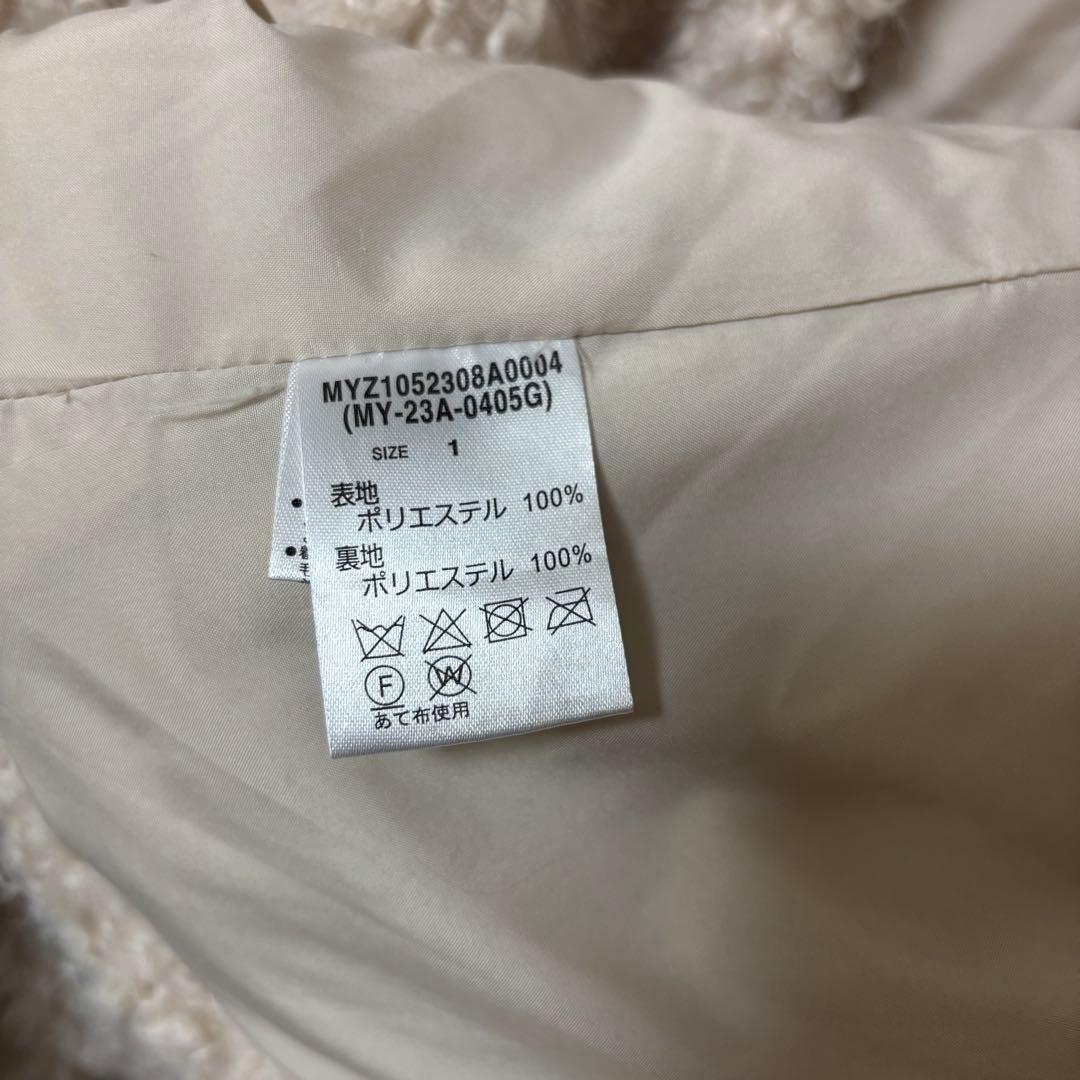 MYZ1052308A0004
(MY-23A-0405G)
SIZE 1
表地
ポリエステル 100%
裏地
ポリエステル 100%
F W
あて布使用